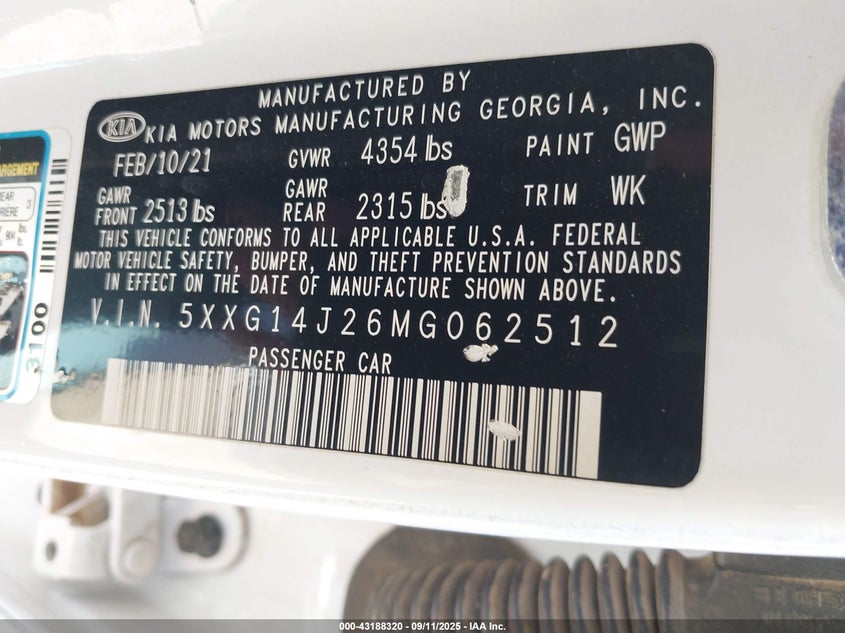 MANUFACTURED BY
KIA KIA MOTORS MANUFACTURING GEORGIA, INC.
FEB/10/21 GVWR 4354 lbs PAINT GWP
GAWR FRONT 2513 lbs GAWR REAR 2315 lbs TRIM WK
THIS VEHICLE CONFORMS TO ALL APPLICABLE U.S.A. FEDERAL
MOTOR VEHICLE SAFETY, BUMPER, AND THEFT PREVENTION STANDARDS
IN EFFECT ON THE DATE OF MANUFACTURE SHOWN ABOVE.
V.I.N. 5XXG14J26MG062512
PASSENGER CAR
3100
000-43188320 - 09/11/2025 - IAA Inc.